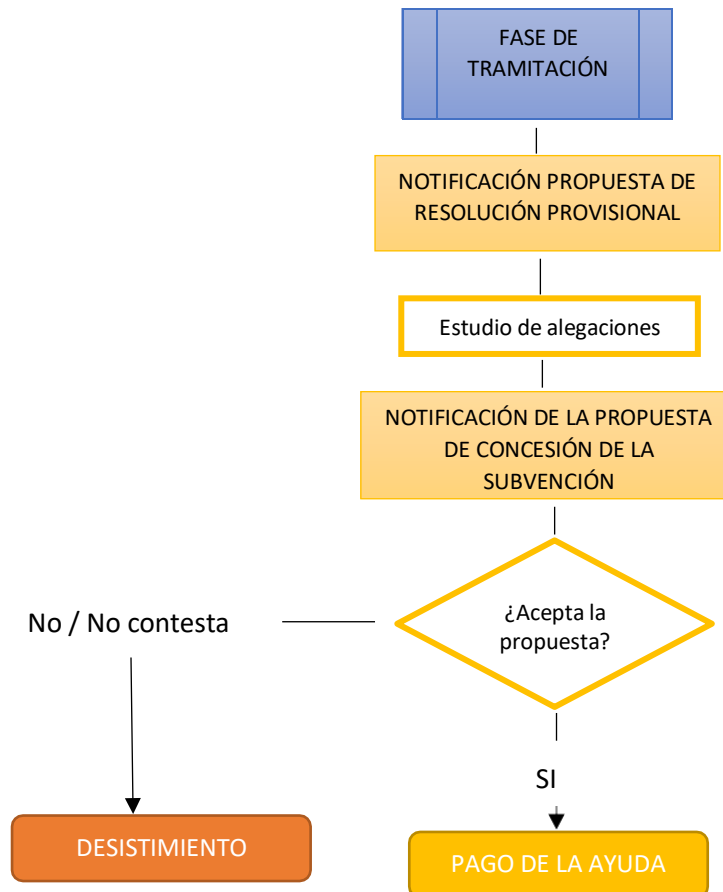 FASE DE
TRAMITACIÓN
NOTIFICACIÓN PROPUESTA DE
RESOLUCIÓN PROVISIONAL
Estudio de alegaciones
NOTIFICACIÓN DE LA PROPUESTA
DE CONCESIÓN DE LA
SUBVENCIÓN
¿Acepta la
propuesta?
No / No contesta
SI
DESISTIMIENTO
PAGO DE LA AYUDA